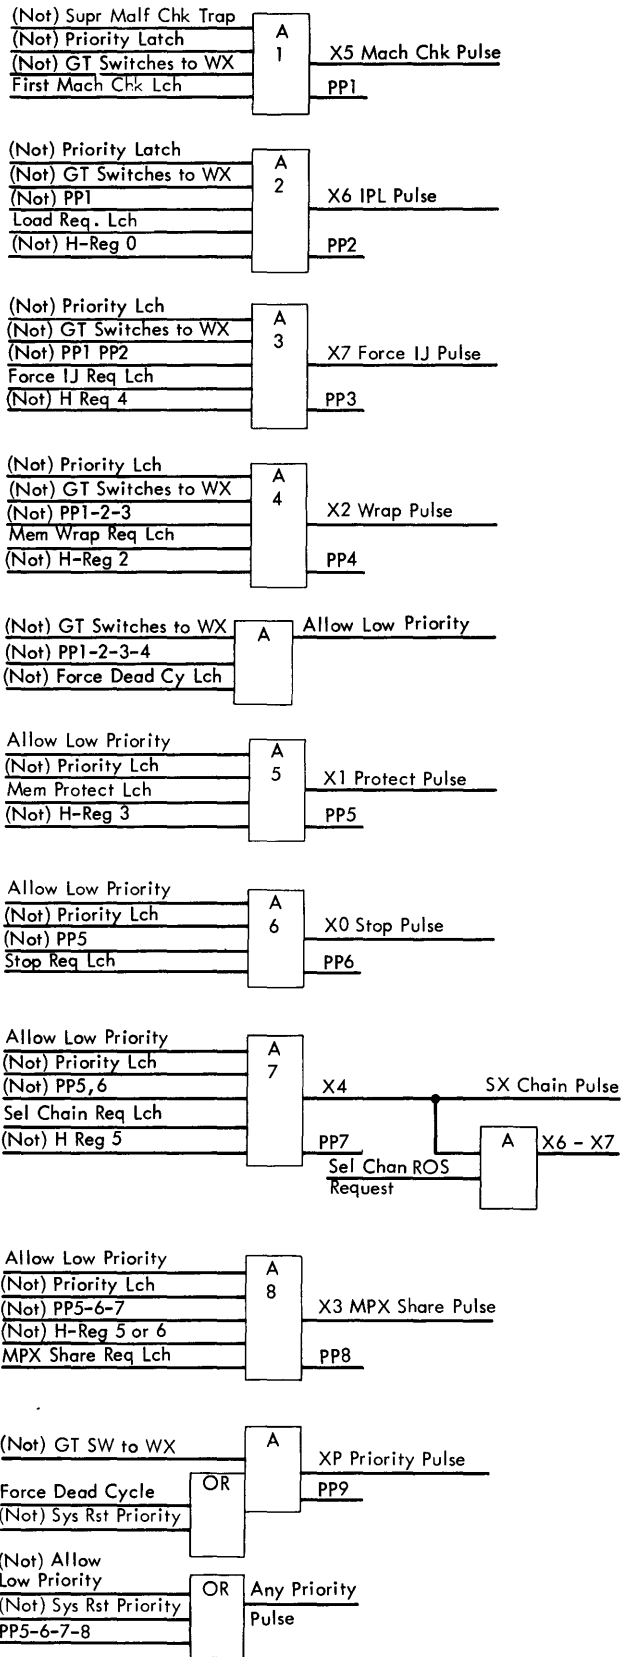 (Not) Supr Malf Chk Trap
(Not) Priority Latch
(Not) GT Switches to WX
First Mach Chk Lch
A
1
X5 Mach Chk Pulse
PP1
(Not) Priority Latch
(Not) GT Switches to WX
(Not) PP1
Load Req. Lch
(Not) H-Reg 0
A
2
X6 IPL Pulse
PP2
(Not) Priority Lch
(Not) GT Switches to WX
(Not) PP1 PP2
Force IJ Req Lch
(Not) H Req 4
A
3
X7 Force IJ Pulse
PP3
(Not) Priority Lch
(Not) GT Switches to WX
(Not) PP1-2-3
Mem Wrap Req Lch
(Not) H-Reg 2
A
4
X2 Wrap Pulse
PP4
(Not) GT Switches to WX
(Not) PP1-2-3-4
(Not) Force Dead Cy Lch
A
Allow Low Priority
Allow Low Priority
(Not) Priority Lch
Mem Protect Lch
(Not) H-Reg 3
A
5
X1 Protect Pulse
PP5
Allow Low Priority
(Not) Priority Lch
(Not) PP5
Stop Req Lch
A
6
X0 Stop Pulse
PP6
Allow Low Priority
(Not) Priority Lch
(Not) PP5,6
Sel Chain Req Lch
(Not) H Reg 5
A
7
X4
PP7
SX Chain Pulse
Sel Chan ROS
Request
A
X6 - X7
Allow Low Priority
(Not) Priority Lch
(Not) PP5-6-7
(Not) H-Reg 5 or 6
MPX Share Req Lch
A
8
X3 MPX Share Pulse
PP8
(Not) GT SW to WX
Force Dead Cycle
(Not) Sys Rst Priority
OR
A
XP Priority Pulse
PP9
(Not) Allow
Low Priority
(Not) Sys Rst Priority
PP5-6-7-8
OR
Any Priority
Pulse